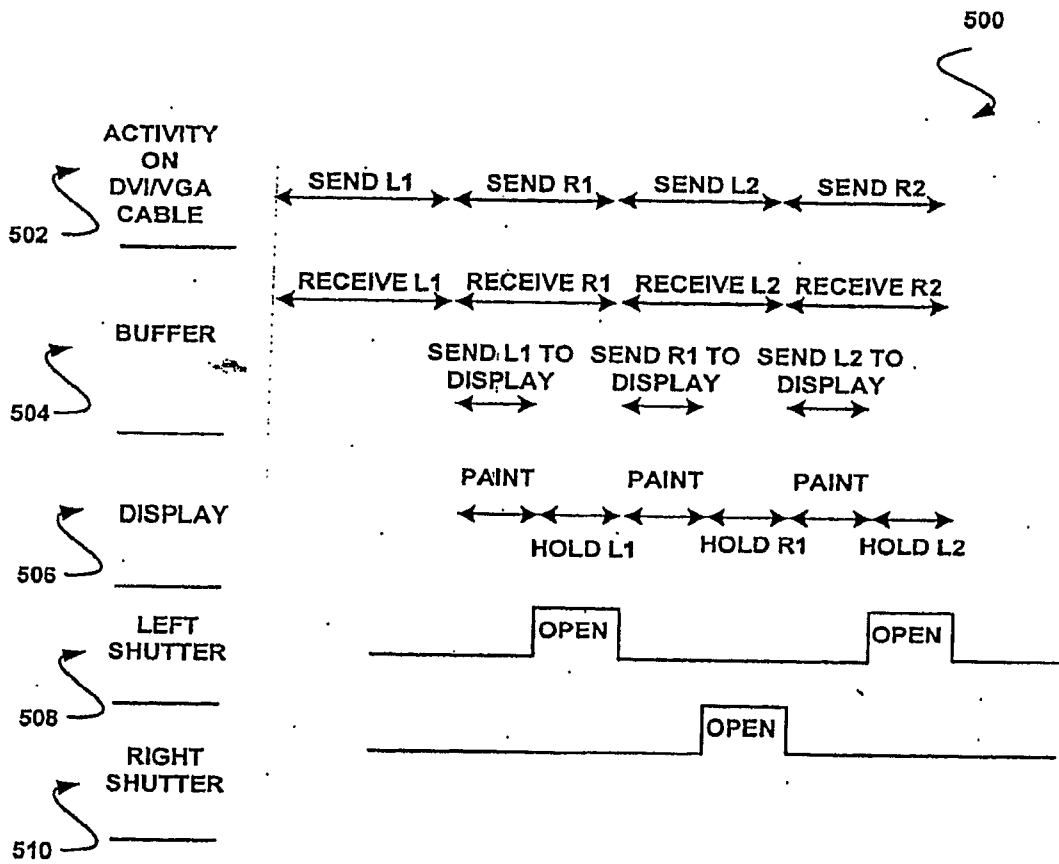 500
ACTIVITY
ON
DVI/VGA
CABLE
502
SEND L1 SEND R1 SEND L2 SEND R2
RECEIVE L1 RECEIVE R1 RECEIVE L2 RECEIVE R2
BUFFER
504
SEND L1 TO
DISPLAY
SEND R1 TO
DISPLAY
SEND L2 TO
DISPLAY
PAINT PAINT PAINT
DISPLAY
506
HOLD L1 HOLD R1 HOLD L2
LEFT
SHUTTER
508
OPEN OPEN
RIGHT
SHUTTER
510
OPEN